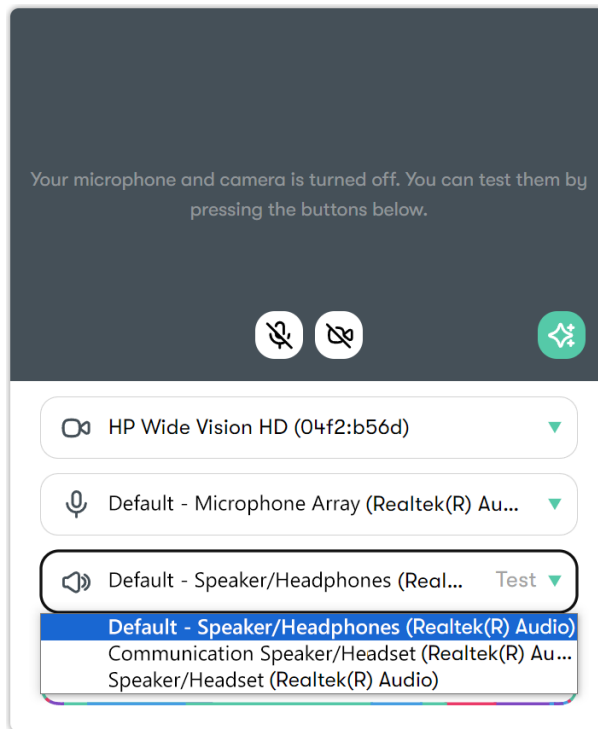 Your microphone and camera is turned off. You can test them by
pressing the buttons below.
HP Wide Vision HD (04f2:b56d)
Default - Microphone Array (Realtek(R) Au...
Default - Speaker/Headphones (Real... Test
Default - Speaker/Headphones (Realtek(R) Audio)
Communication Speaker/Headset (Realtek(R) Au...
Speaker/Headset (Realtek(R) Audio)